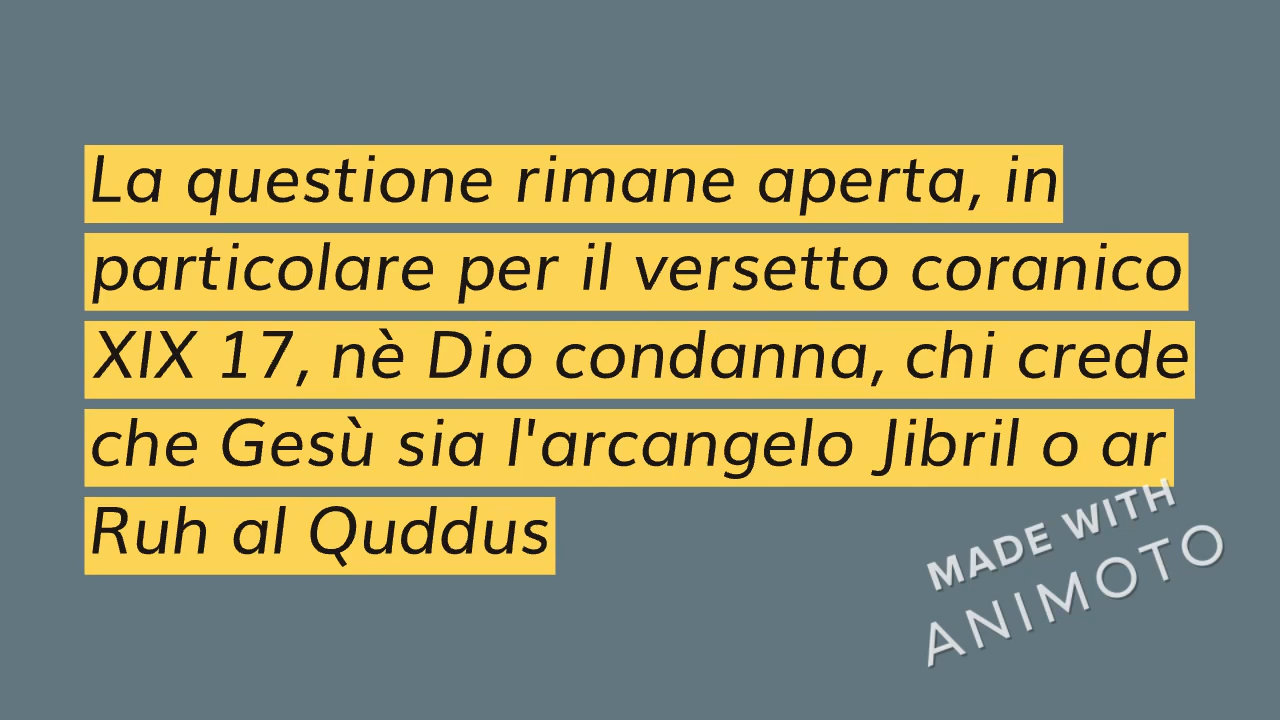 La questione rimane aperta, in
particolare per il versetto coranico
XIX 17, nè Dio condanna, chi crede
che Gesù sia l'arcangelo Jibril o ar
Ruh al Quddus
MADE WITH
ANIMOTO